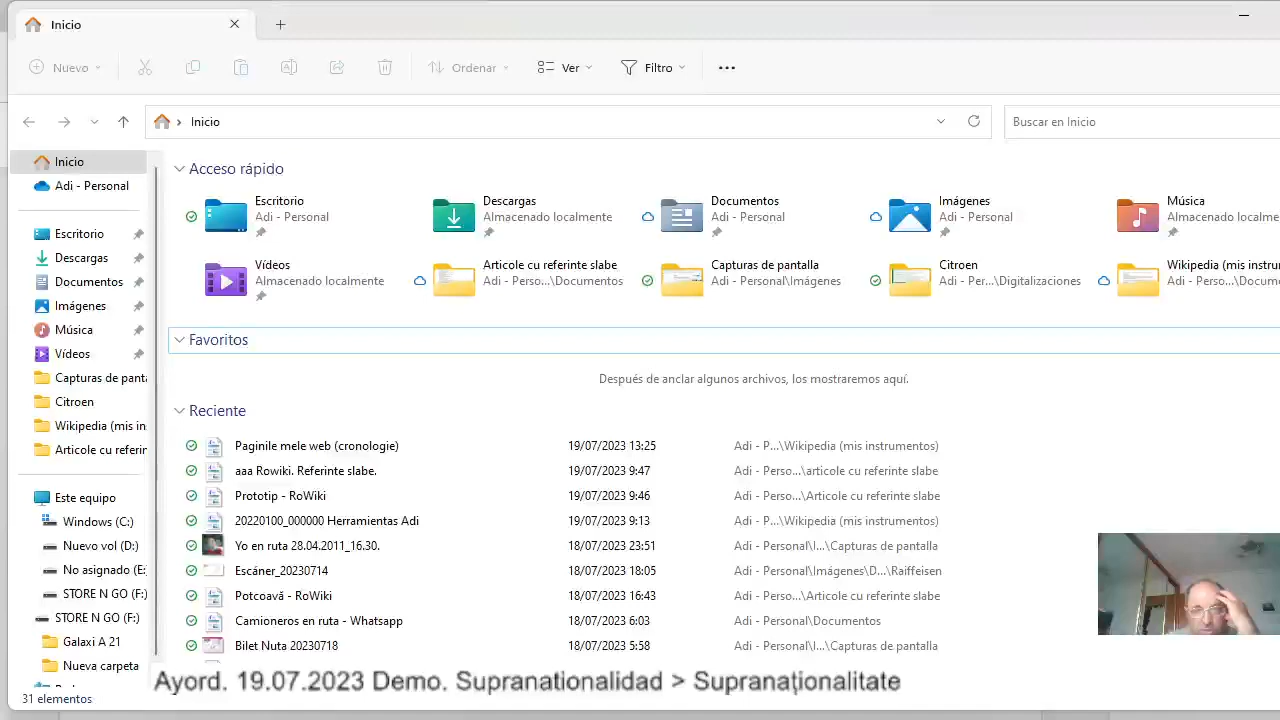 Inicio
Nuevo
Ordenar
Ver
Filtro
Inicio
Buscar en Inicio
Inicio
Adi - Personal
Escritorio
Descargas
Documentos
Imágenes
Música
Vídeos
Capturas de panta
Citroen
Wikipedia (mis in
Articole cu referin
Este equipo
Windows (C:)
Nuevo vol (D:)
No asignado (E:
STORE N GO (F:)
STORE N GO (F:)
Galaxi A 21
Nueva carpeta
31 elementos
Acceso rápido
Escritorio
Adi - Personal
Descargas
Almacenado localmente
Documentos
Adi - Personal
Imágenes
Adi - Personal
Música
Almacenado localme
Vídeos
Almacenado localmente
Articole cu referinte slabe
Adi - Perso...\Documentos
Capturas de pantalla
Adi - Personal\Imágenes
Citroen
Adi - Per...\Digitalizaciones
Wikipedia (mis instrum
Adi - Perso...\Docume
Favoritos
Después de anclar algunos archivos, los mostraremos aquí.
Reciente
Paginile mele web (cronologie) 19/07/2023 13:25 Adi - P...\Wikipedia (mis instrumentos)
aaa Rowiki. Referinte slabe. 19/07/2023 9:47 Adi - Perso...\articole cu referinte slabe
Prototip - RoWiki 19/07/2023 9:46 Adi - Perso...\Articole cu referinte slabe
20220100_000000 Herramientas Adi 19/07/2023 9:13 Adi - P...\Wikipedia (mis instrumentos)
Yo en ruta 28.04.2011_16.30. 18/07/2023 23:51 Adi - Personal\I...\Capturas de pantalla
Escáner_20230714 18/07/2023 18:05 Adi - Personal\Imágenes\D...\Raiffeisen
Potcoavă - RoWiki 18/07/2023 16:43 Adi - Perso...\Articole cu referinte slabe
Camioneros en ruta - Whatsapp 18/07/2023 6:03 Adi - Personal\Documentos
Bilet Nuta 20230718 18/07/2023 5:58 Adi - Personal\I...\Capturas de pantalla
Ayord. 19.07.2023 Demo. Supranationalidad > Supranaționalitate